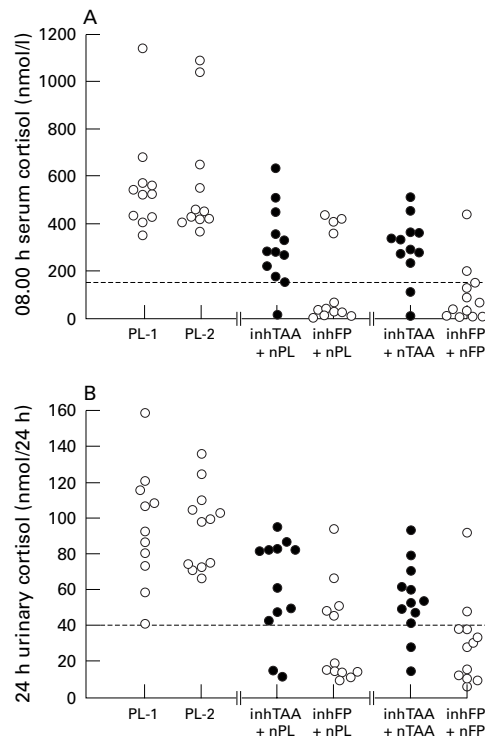 A
08.00 h serum cortisol (nmol/l)
1200
1000
800
600
400
200
0
PL-1 PL-2 inhTAA inhFP inhTAA inhFP
+ nPL + nPL + nTAA + nFP
B
24 h urinary cortisol (nmol/24 h)
160
140
120
100
80
60
40
20
0
PL-1 PL-2 inhTAA inhFP inhTAA inhFP
+ nPL + nPL + nTAA + nFP